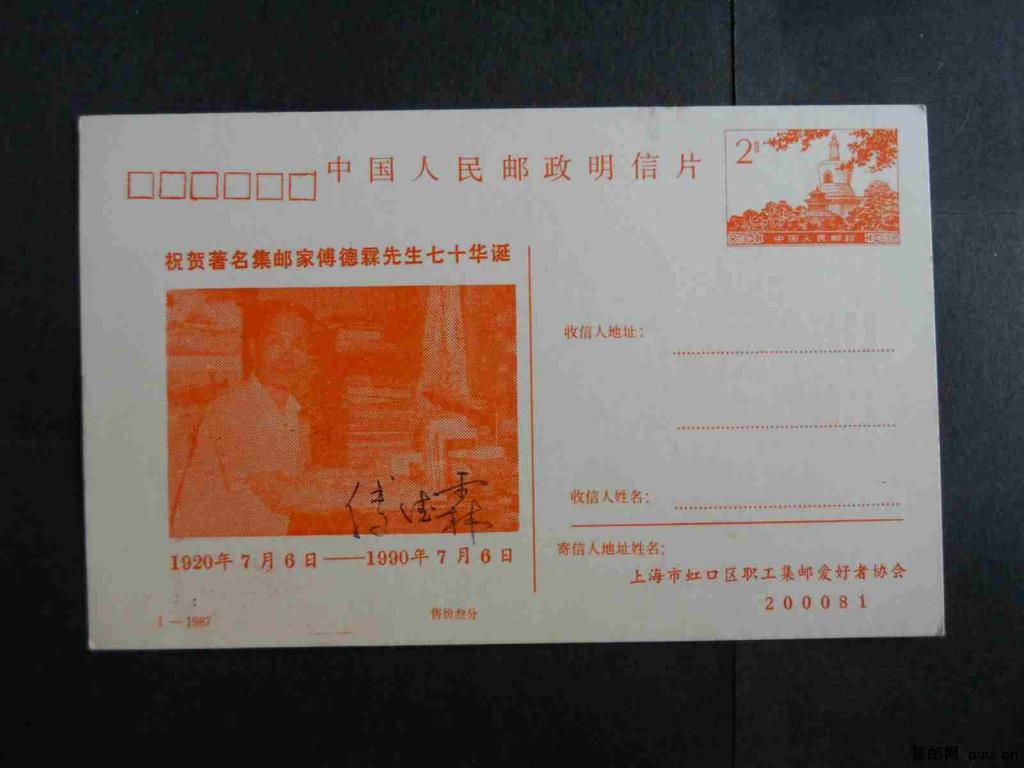 中国人民邮政明信片
2分
中国人民邮政
祝贺著名集邮家傅德霖先生七十华诞
傅德霖
1920年7月6日——1990年7月6日
收信人地址：
收信人姓名：
寄信人地址姓名：
上海市虹口区职工集邮爱好者协会
200081
1—1987
售价叁分
普邮网 puu.cn